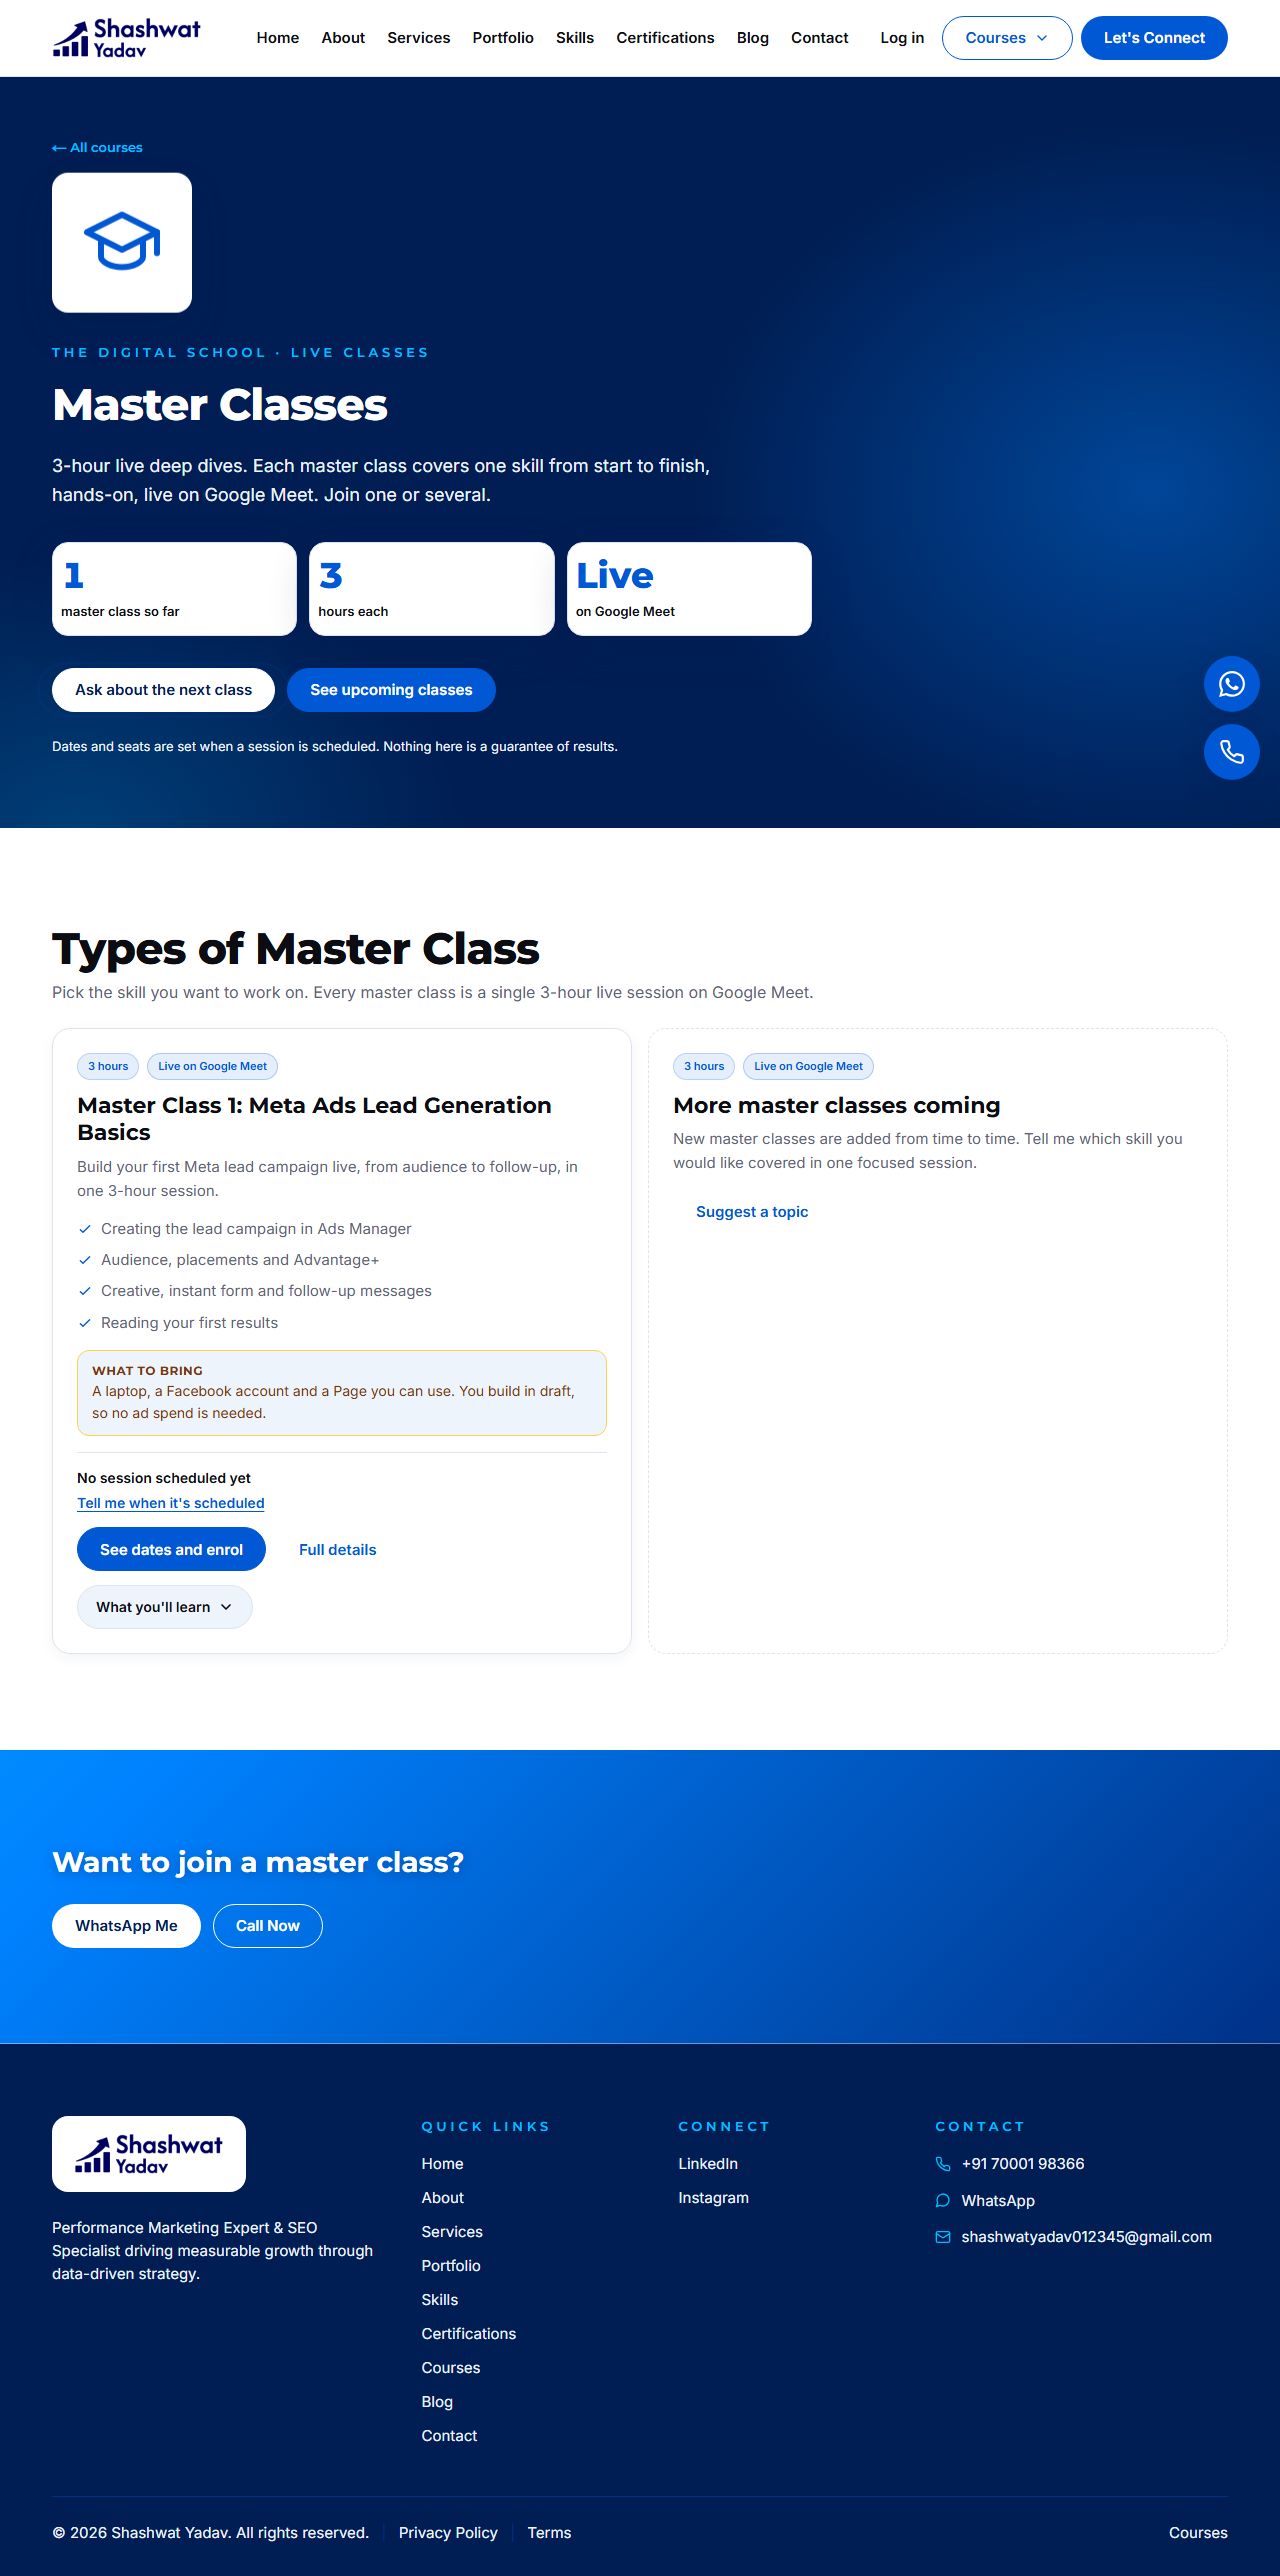 Shashwat
Yadav
Home About Services Portfolio Skills Certifications Blog Contact Log in Courses Let's Connect
← All courses
THE DIGITAL SCHOOL · LIVE CLASSES
Master Classes
3-hour live deep dives. Each master class covers one skill from start to finish,
hands-on, live on Google Meet. Join one or several.
1
master class so far
3
hours each
Live
on Google Meet
Ask about the next class
See upcoming classes
Dates and seats are set when a session is scheduled. Nothing here is a guarantee of results.
Types of Master Class
Pick the skill you want to work on. Every master class is a single 3-hour live session on Google Meet.
3 hours
Live on Google Meet
Master Class 1: Meta Ads Lead Generation
Basics
Build your first Meta lead campaign live, from audience to follow-up, in
one 3-hour session.
Creating the lead campaign in Ads Manager
Audience, placements and Advantage+
Creative, instant form and follow-up messages
Reading your first results
WHAT TO BRING
A laptop, a Facebook account and a Page you can use. You build in draft,
so no ad spend is needed.
No session scheduled yet
Tell me when it's scheduled
See dates and enrol
Full details
What you'll learn
3 hours
Live on Google Meet
More master classes coming
New master classes are added from time to time. Tell me which skill you
would like covered in one focused session.
Suggest a topic
Want to join a master class?
WhatsApp Me
Call Now
Shashwat
Yadav
Performance Marketing Expert & SEO
Specialist driving measurable growth through
data-driven strategy.
QUICK LINKS
Home
About
Services
Portfolio
Skills
Certifications
Courses
Blog
Contact
CONNECT
LinkedIn
Instagram
CONTACT
+91 70001 98366
WhatsApp
shashwatyadav012345@gmail.com
© 2026 Shashwat Yadav. All rights reserved.
Privacy Policy
Terms
Courses